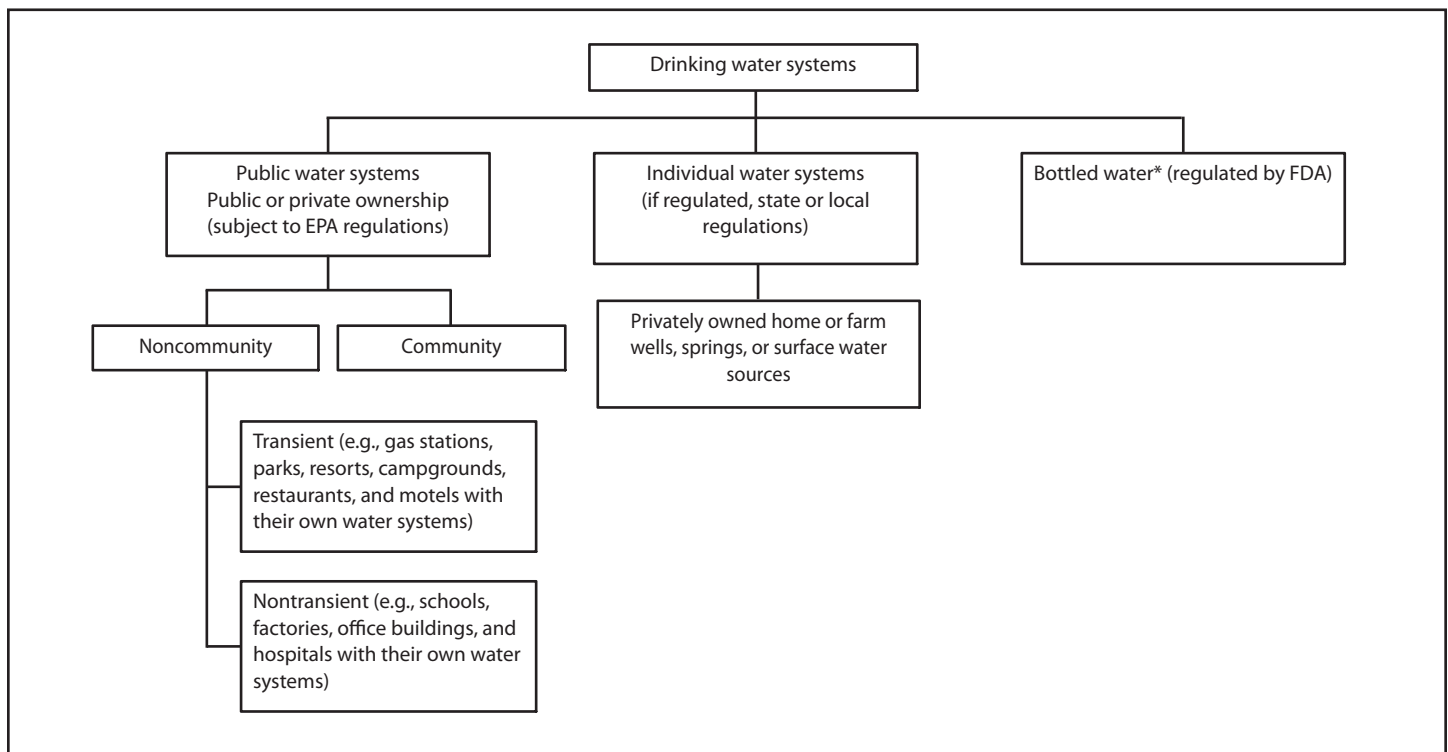 Drinking water systems
Public water systems
Public or private ownership
(subject to EPA regulations)
Individual water systems
(if regulated, state or local
regulations)
Bottled water* (regulated by FDA)
Noncommunity
Community
Privately owned home or farm
wells, springs, or surface water
sources
Transient (e.g., gas stations,
parks, resorts, campgrounds,
restaurants, and motels with
their own water systems)
Nontransient (e.g., schools,
factories, office buildings, and
hospitals with their own water
systems)